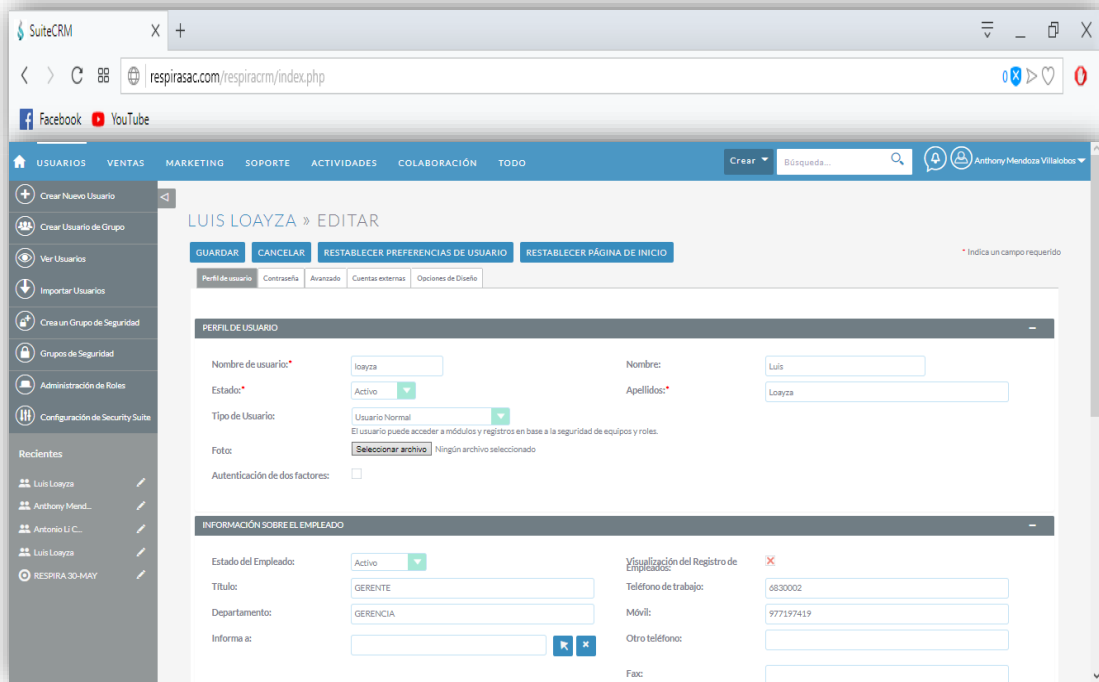 SuiteCRM
respirasac.com/respiracrm/index.php
0
Facebook YouTube
USUARIOS VENTAS MARKETING SOPORTE ACTIVIDADES COLABORACIÓN TODO Crear Búsqueda... Anthony Mendoza Villalobos
Crear Nuevo Usuario
Crear Usuario de Grupo
Ver Usuarios
Importar Usuarios
Crea un Grupo de Seguridad
Grupos de Seguridad
Administración de Roles
Configuración de Security Suite
Recientes
Luis Loayza
Anthony Mend...
Antonio Li C...
Luis Loayza
RESPIRA 30-MAY
LUIS LOAYZA » EDITAR
GUARDAR CANCELAR RESTABLECER PREFERENCIAS DE USUARIO RESTABLECER PÁGINA DE INICIO * Indica un campo requerido
Perfil de usuario Contraseña Avanzado Cuentas externas Opciones de Diseño
PERFIL DE USUARIO
Nombre de usuario:* loayza Nombre: Luis
Estado:* Activo Apellidos:* Loayza
Tipo de Usuario: Usuario Normal
El usuario puede acceder a módulos y registros en base a la seguridad de equipos y roles.
Foto: Seleccionar archivo Ningún archivo seleccionado
Autenticación de dos factores:
INFORMACIÓN SOBRE EL EMPLEADO
Estado del Empleado: Activo Visualización del Registro de
Empleados:
Título: GERENTE Teléfono de trabajo: 6830002
Departamento: GERENCIA Móvil: 977197419
Informa a: Otro teléfono:
Fax: